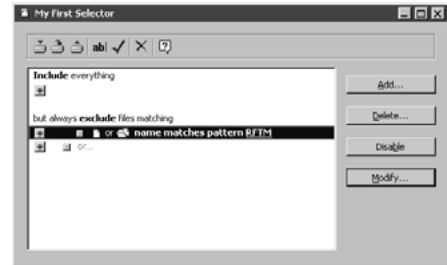 My First Selector
abl
Include everything
but always exclude files matching
or name matches pattern RFTM
or...
Add...
Delete...
Disable
Modify...